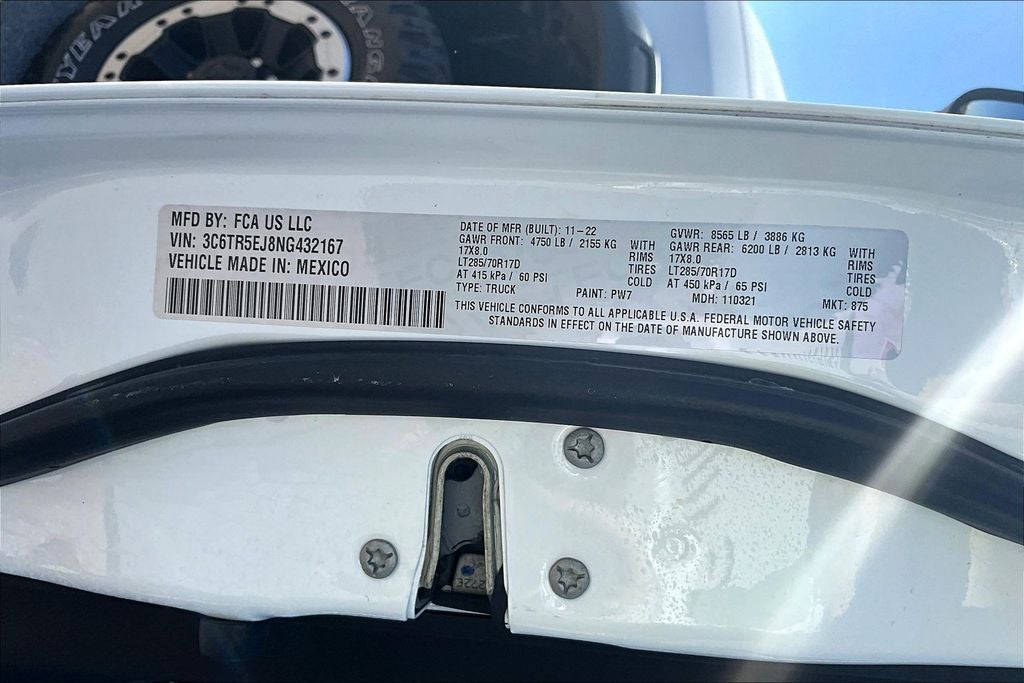 YEAR
RANG
MFD BY: FCA US LLC
VIN: 3C6TR5EJ8NG432167
VEHICLE MADE IN: MEXICO
DATE OF MFR (BUILT): 11-22
GAWR FRONT: 4750 LB / 2155 KG WITH
17X8.0 RIMS
LT285/70R17D TIRES
AT 415 kPa / 60 PSI COLD
TYPE: TRUCK PAINT: PW7
GVWR: 8565 LB / 3886 KG
GAWR REAR: 6200 LB / 2813 KG WITH
17X8.0 RIMS
LT285/70R17D TIRES
AT 450 kPa / 65 PSI COLD
MDH: 110321 MKT: 875
THIS VEHICLE CONFORMS TO ALL APPLICABLE U.S.A. FEDERAL MOTOR VEHICLE SAFETY
STANDARDS IN EFFECT ON THE DATE OF MANUFACTURE SHOWN ABOVE.